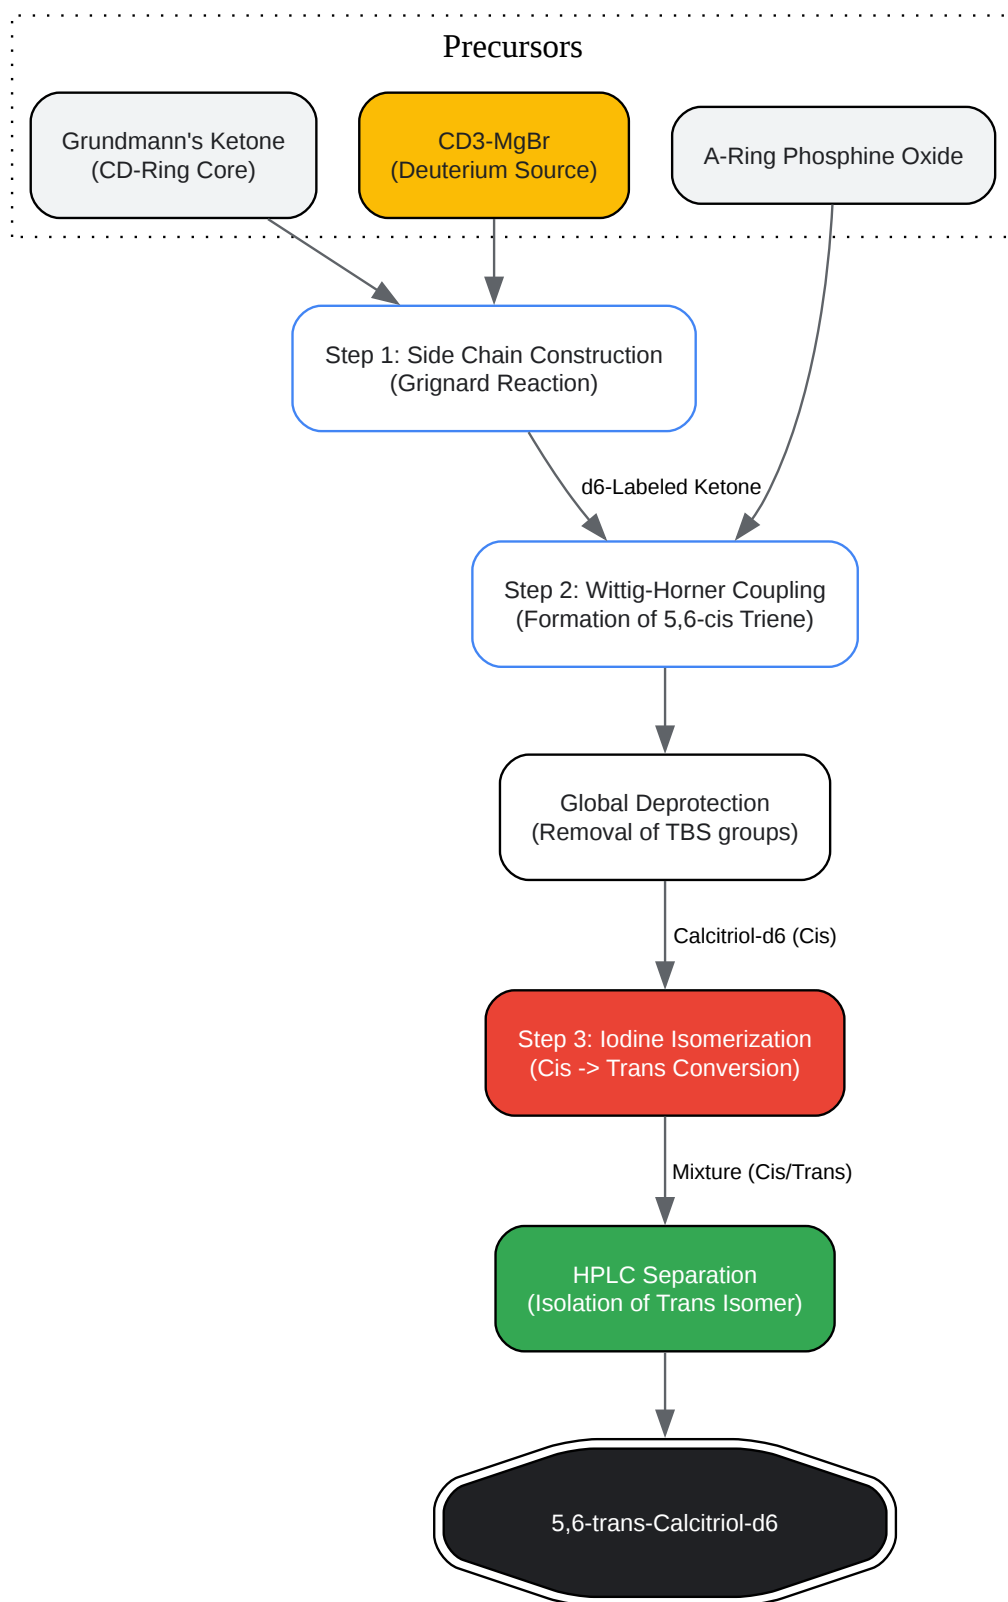 Precursors
Grundmann's Ketone
(CD-Ring Core)
CD3-MgBr
(Deuterium Source)
A-Ring Phosphine Oxide
Step 1: Side Chain Construction
(Grignard Reaction)
d6-Labeled Ketone
Step 2: Wittig-Horner Coupling
(Formation of 5,6-cis Triene)
Global Deprotection
(Removal of TBS groups)
Calcitriol-d6 (Cis)
Step 3: Iodine Isomerization
(Cis -> Trans Conversion)
Mixture (Cis/Trans)
HPLC Separation
(Isolation of Trans Isomer)
5,6-trans-Calcitriol-d6